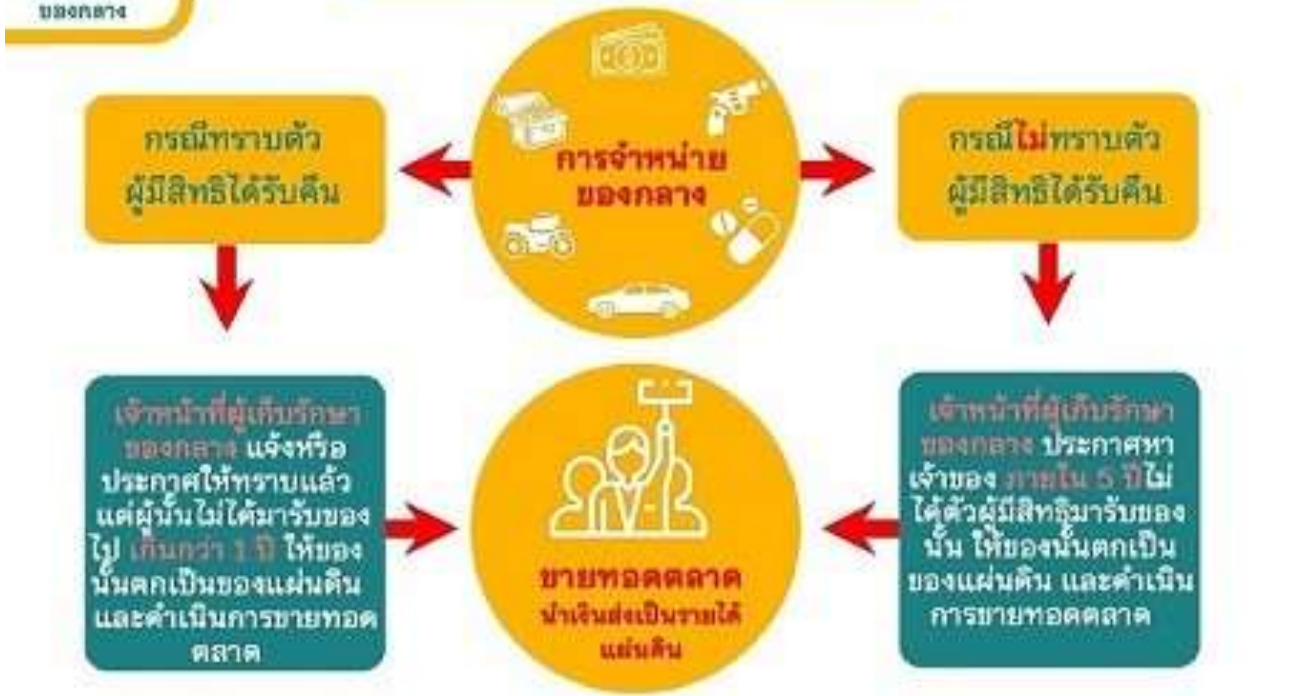 ของกลาง
การจำหน่าย
ของกลาง
กรณีทราบตัว
ผู้มีสิทธิได้รับคืน
กรณีไม่ทราบตัว
ผู้มีสิทธิได้รับคืน
เจ้าหน้าที่ผู้เก็บรักษา
ของกลาง แจ้งหรือ
ประกาศให้ทราบแล้ว
แต่ผู้นั้นไม่ได้มารับของ
ไป เกินกว่า 1 ปี ให้ของ
นั้นตกเป็นของแผ่นดิน
และดำเนินการขายทอด
ตลาด
เจ้าหน้าที่ผู้เก็บรักษา
ของกลาง ประกาศหา
เจ้าของ ภายใน 5 ปีไม่
ได้ตัวผู้มีสิทธิมารับของ
นั้น ให้ของนั้นตกเป็น
ของแผ่นดิน และดำเนิน
การขายทอดตลาด
ขายทอดตลาด
นำเงินส่งเป็นรายได้
แผ่นดิน